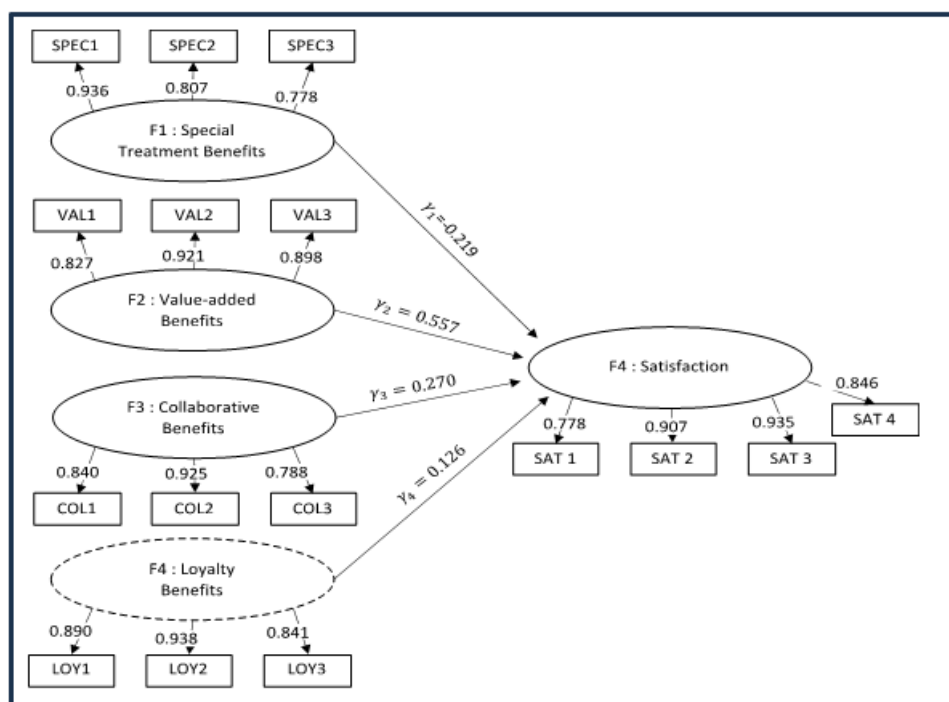 SPEC1
SPEC2
SPEC3
0.936
0.807
0.778
F1 : Special
Treatment Benefits
γ₁=-0.219
VAL1
VAL2
VAL3
0.827
0.921
0.898
F2 : Value-added
Benefits
γ₂ = 0.557
F3 : Collaborative
Benefits
γ₃ = 0.270
0.840
0.925
0.788
COL1
COL2
COL3
F4 : Loyalty
Benefits
γ₄ = 0.126
0.890
0.938
0.841
LOY1
LOY2
LOY3
F4 : Satisfaction
0.778
0.907
0.935
0.846
SAT 1
SAT 2
SAT 3
SAT 4